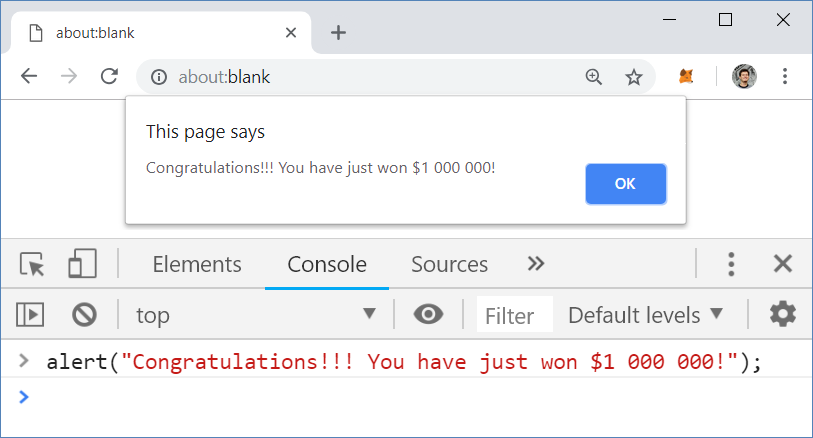 about:blank
about:blank
This page says
Congratulations!!! You have just won $1 000 000!
OK
Elements Console Sources
top Filter Default levels
alert("Congratulations!!! You have just won $1 000 000!");